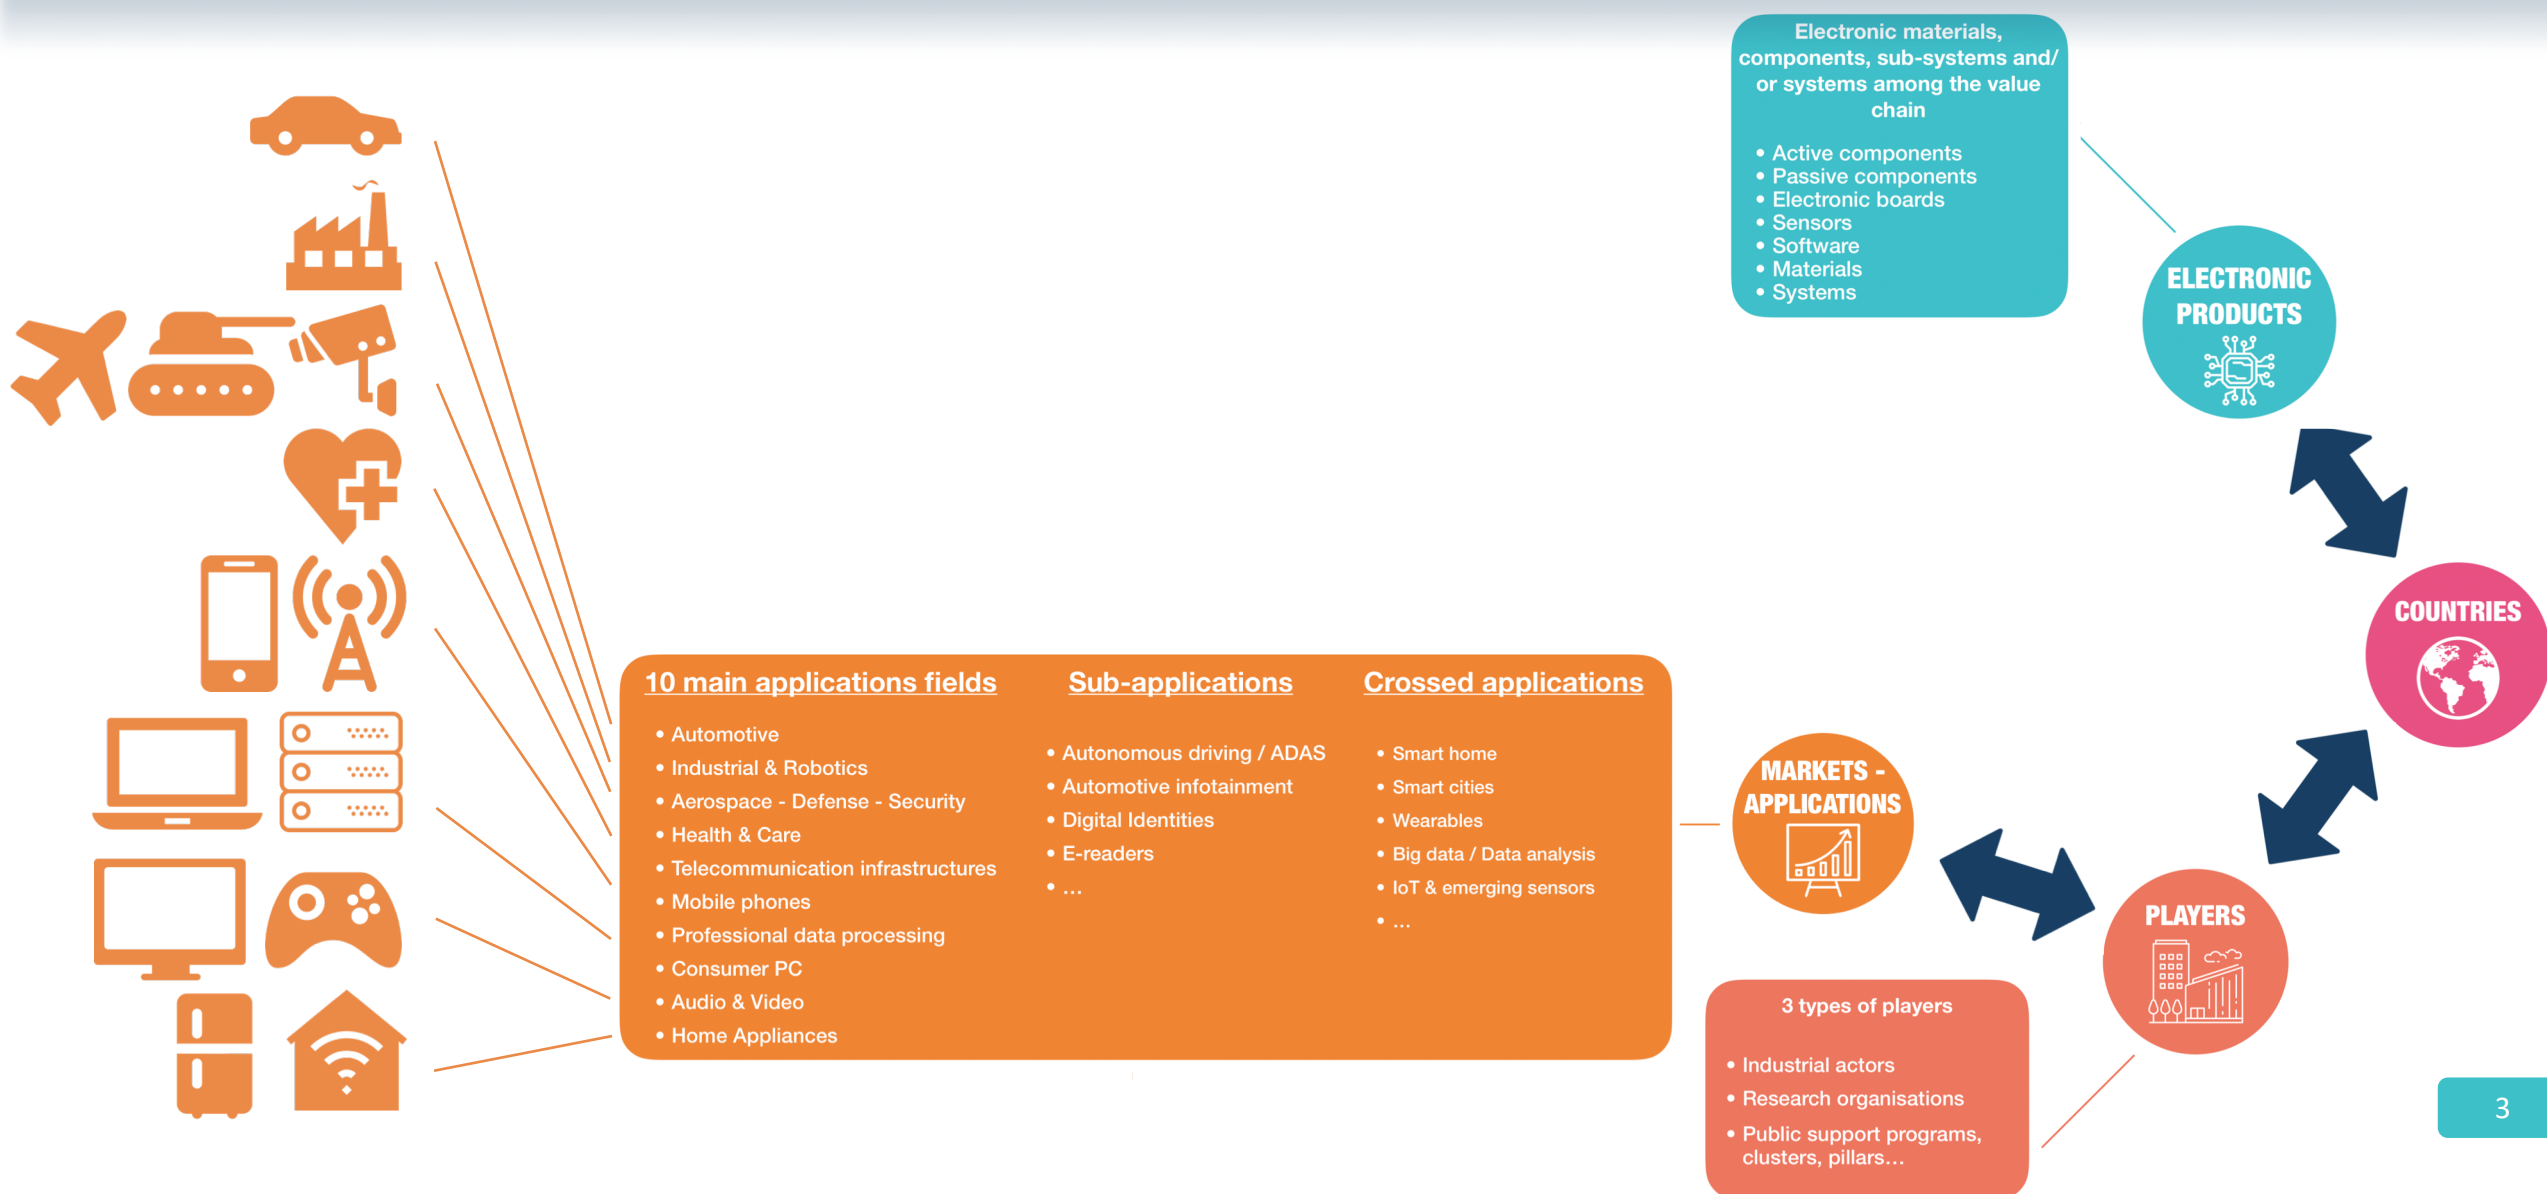 Electronic materials,
components, sub-systems and/
or systems among the value
chain
• Active components
• Passive components
• Electronic boards
• Sensors
• Software
• Materials
• Systems
ELECTRONIC
PRODUCTS
COUNTRIES
10 main applications fields
• Automotive
• Industrial & Robotics
• Aerospace - Defense - Security
• Health & Care
• Telecommunication infrastructures
• Mobile phones
• Professional data processing
• Consumer PC
• Audio & Video
• Home Appliances
Sub-applications
• Autonomous driving / ADAS
• Automotive infotainment
• Digital Identities
• E-readers
• ...
Crossed applications
• Smart home
• Smart cities
• Wearables
• Big data / Data analysis
• IoT & emerging sensors
• ...
MARKETS -
APPLICATIONS
PLAYERS
3 types of players
• Industrial actors
• Research organisations
• Public support programs,
clusters, pillars...
3